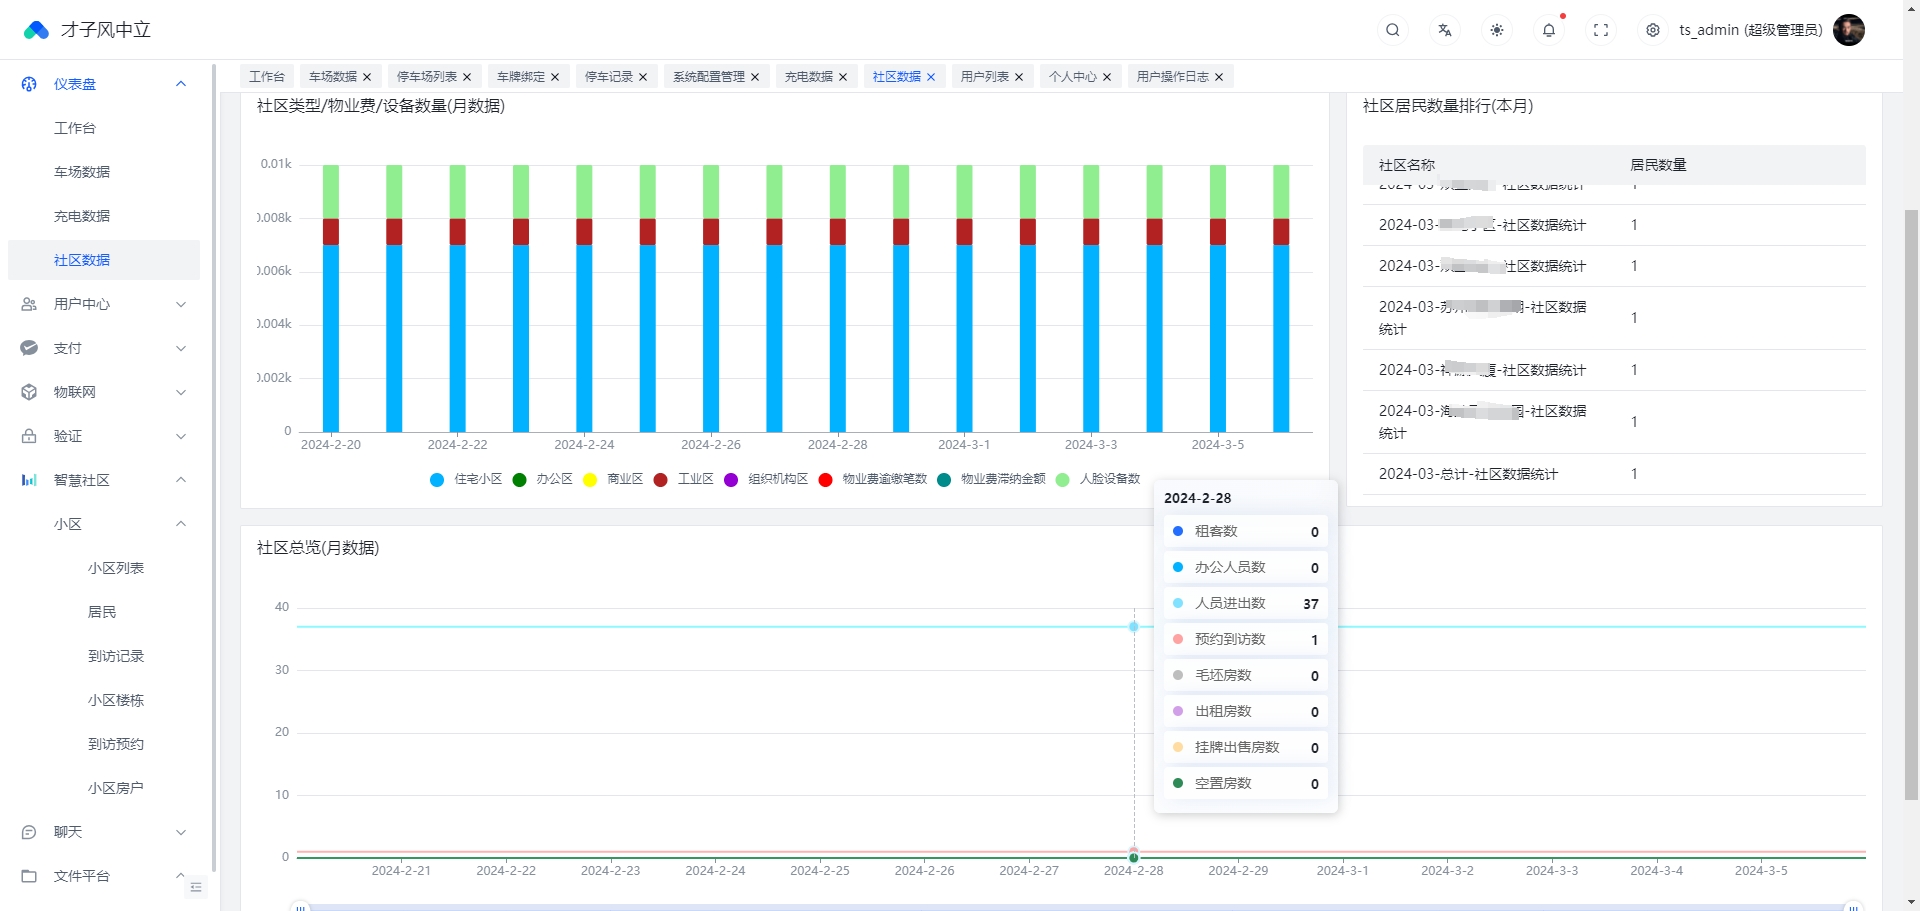 才子风中立
ts_admin (超级管理员)
仪表盘
工作台
车场数据
充电数据
社区数据
用户中心
支付
物联网
验证
智慧社区
小区
小区列表
居民
到访记录
小区楼栋
到访预约
小区房户
聊天
文件平台
工作台 车场数据 停车场列表 车牌绑定 停车记录 系统配置管理 充电数据 社区数据 用户列表 个人中心 用户操作日志
社区类型/物业费/设备数量(月数据)
0.01k
0.008k
0.006k
0.004k
0.002k
0
2024-2-20 2024-2-22 2024-2-24 2024-2-26 2024-2-28 2024-3-1 2024-3-3 2024-3-5
住宅小区 办公区 商业区 工业区 组织机构区 物业费逾缴笔数 物业费滞纳金额 人脸设备数
社区居民数量排行(本月)
社区名称 居民数量
2024-03- -社区数据统计 1
2024-03- 区-社区数据统计 1
2024-03- 社区数据统计 1
2024-03-苏 -社区数据
统计
1
2024-03- 厦-社区数据统计 1
2024-03-海 园-社区数据
统计
1
2024-03-总计-社区数据统计 1
社区总览(月数据)
40
30
20
10
0
2024-2-21 2024-2-22 2024-2-23 2024-2-24 2024-2-25 2024-2-26 2024-2-27 2024-2-28 2024-2-29 2024-3-1 2024-3-2 2024-3-3 2024-3-4 2024-3-5
2024-2-28
租客数 0
办公人员数 0
人员进出数 37
预约到访数 1
毛坯房数 0
出租房数 0
挂牌出售房数 0
空置房数 0